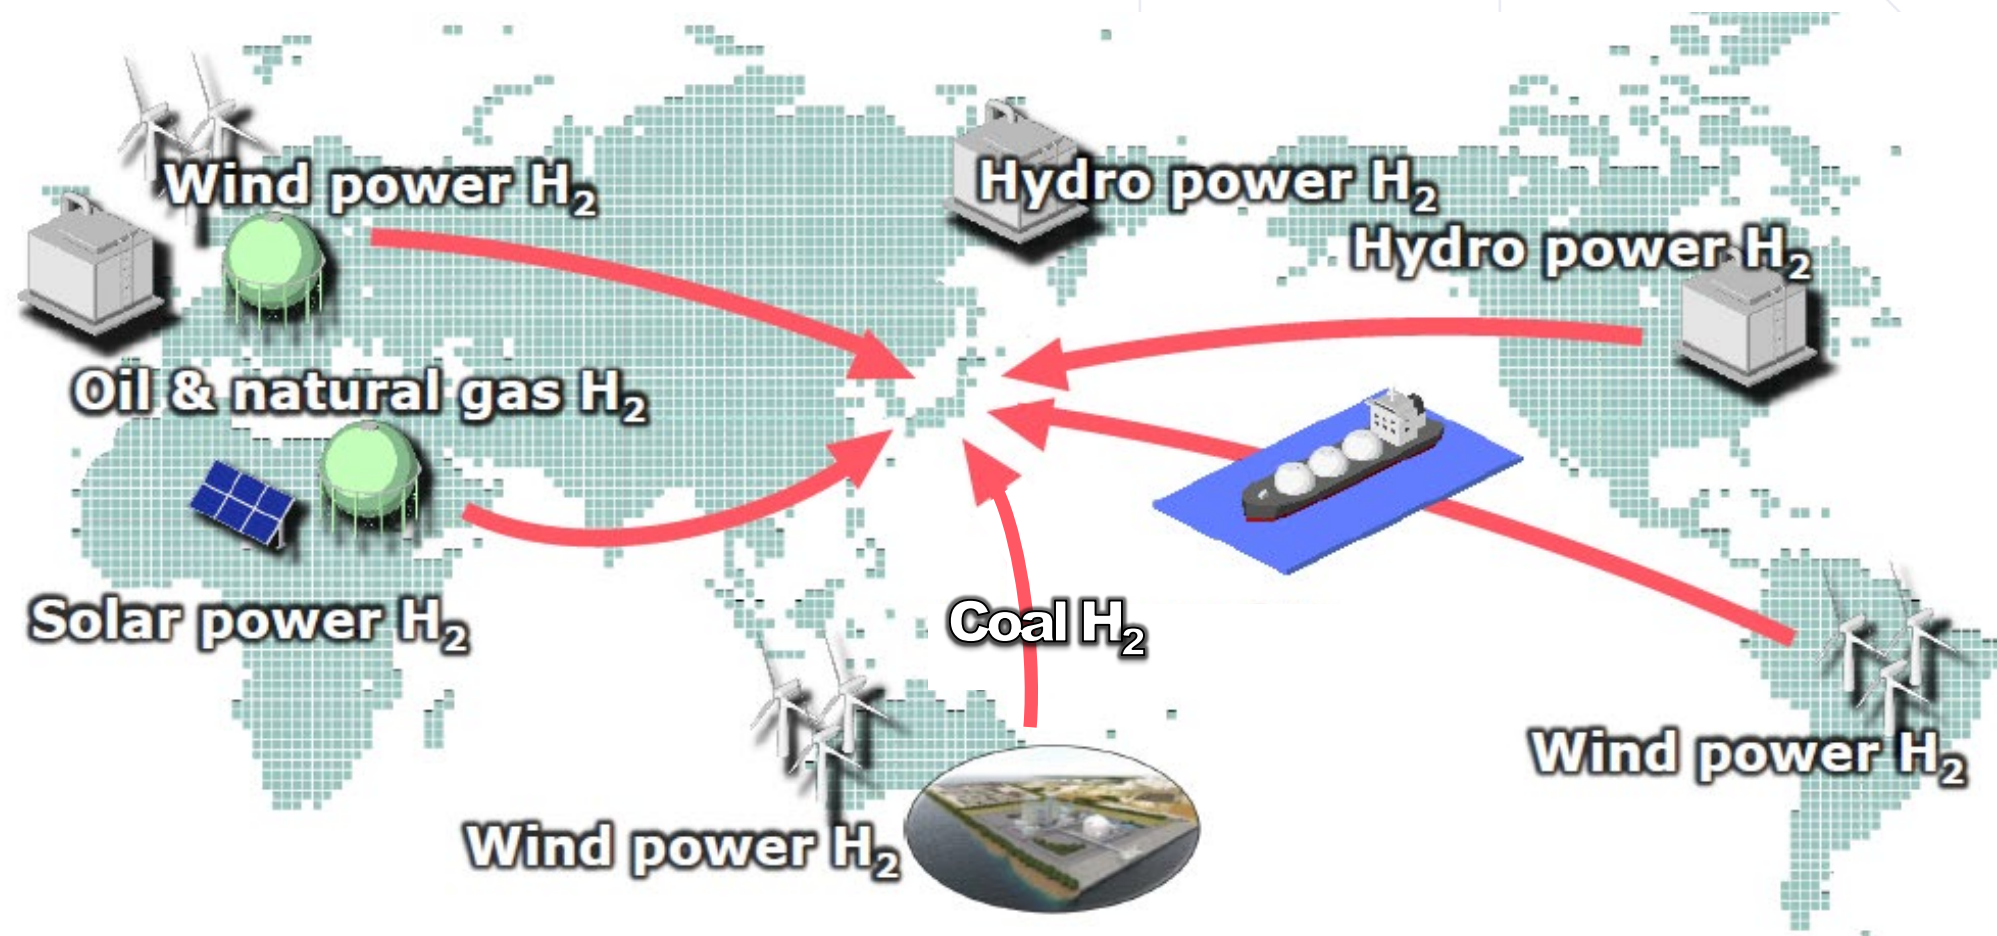 Wind power H₂
Hydro power H₂
Hydro power H₂
Oil & natural gas H₂
Solar power H₂
Coal H₂
Wind power H₂
Wind power H₂